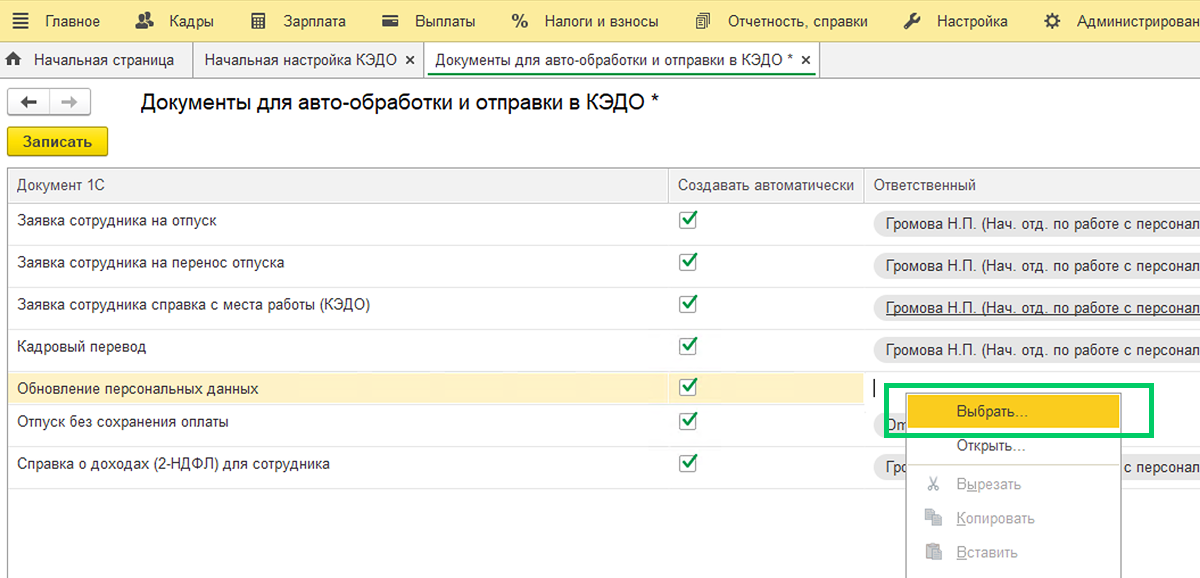 Главное Кадры Зарплата Выплаты % Налоги и взносы Отчетность, справки Настройка Администрирован
Начальная страница Начальная настройка КЭДО × Документы для авто-обработки и отправки в КЭДО * ×
Документы для авто-обработки и отправки в КЭДО *
Записать
Документ 1С Создавать автоматически Ответственный
Заявка сотрудника на отпуск Громова Н.П. (Нач. отд. по работе с персонал
Заявка сотрудника на перенос отпуска Громова Н.П. (Нач. отд. по работе с персонал
Заявка сотрудника справка с места работы (КЭДО) Громова Н.П. (Нач. отд. по работе с персонал
Кадровый перевод Громова Н.П. (Нач. отд. по работе с персонал
Обновление персональных данных
Выбрать...
Отпуск без сохранения оплаты От
Открыть...
Справка о доходах (2-НДФЛ) для сотрудника Гро с персонал
Вырезать
Копировать
Вставить